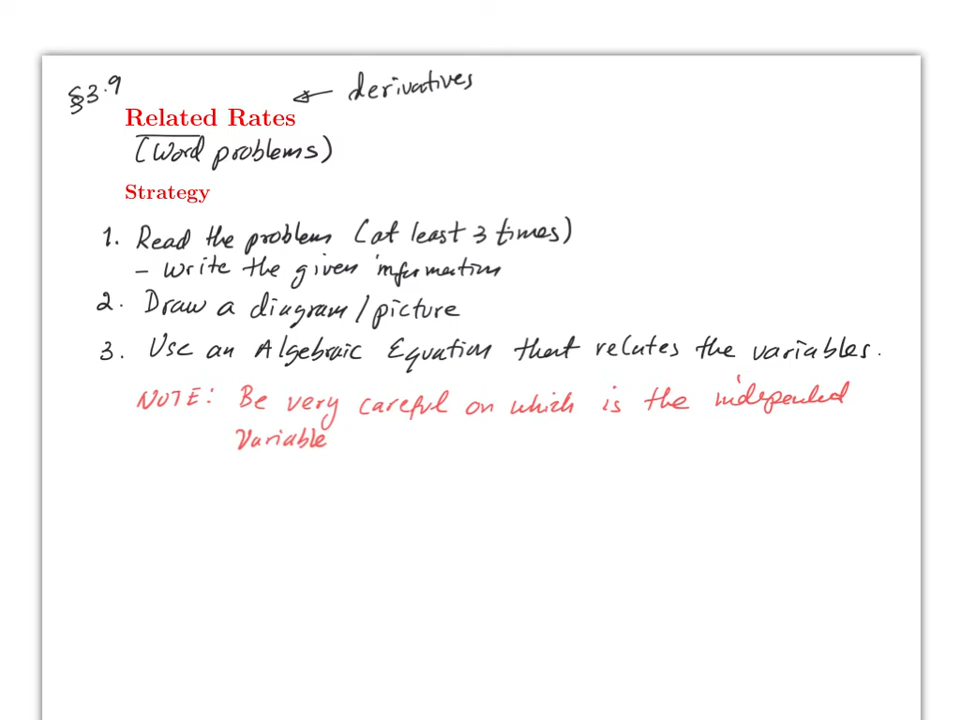 §3.9
derivatives
Related Rates
(Word problems)
Strategy
1. Read the problem (at least 3 times)
- Write the given information
2. Draw a diagram/picture
3. Use an Algebraic Equation that relates the variables.
NOTE: Be very careful on which is the independed
Variable